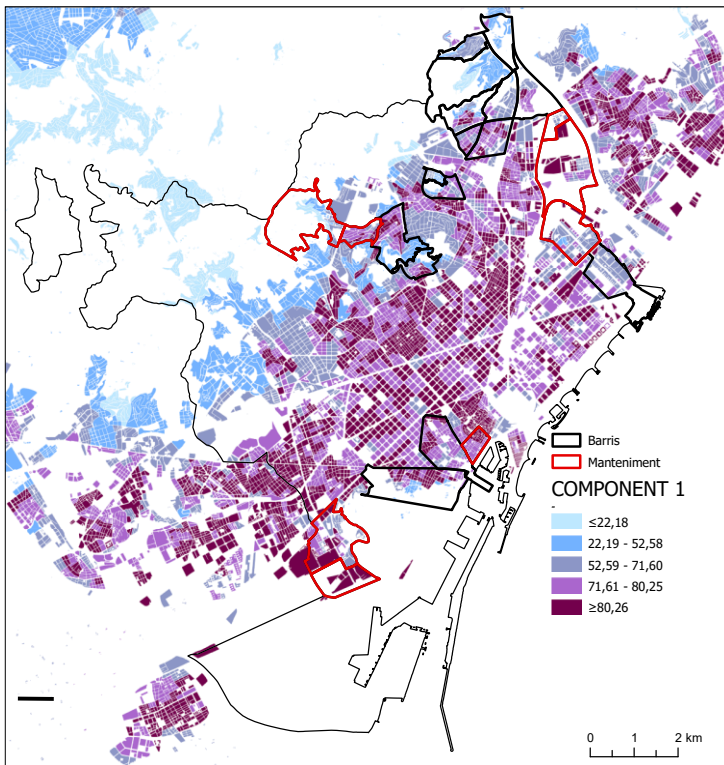 Barris
Manteniment
COMPONENT 1
-
≤22,18
22,19 - 52,58
52,59 - 71,60
71,61 - 80,25
≥80,26
0 1 2 km